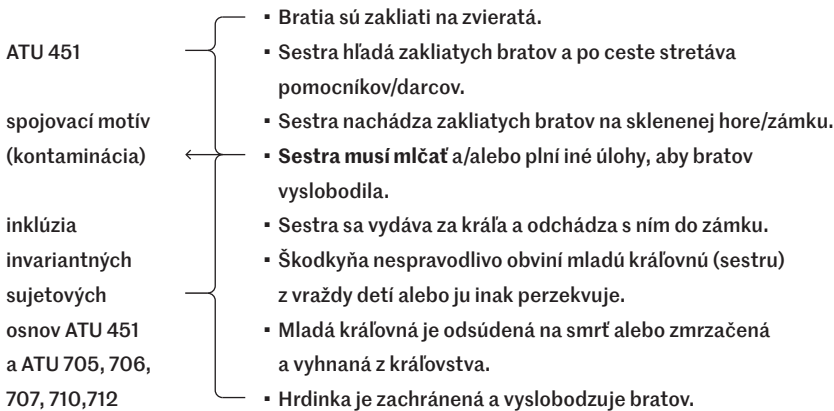 ▪ Bratia sú zakliati na zvieratá.
ATU 451 ▪ Sestra hľadá zakliatych bratov a po ceste stretáva
pomocníkov/darcov.
spojovací motív ▪ Sestra nachádza zakliatych bratov na sklenenej hore/zámku.
(kontaminácia) ▪ Sestra musí mlčať a/alebo plní iné úlohy, aby bratov
vyslobodila.
inklúzia ▪ Sestra sa vydáva za kráľa a odchádza s ním do zámku.
invariantných ▪ Škodkyňa nespravodlivo obviní mladú kráľovnú (sestru)
sujetových z vraždy detí alebo ju inak perzekvuje.
osnov ATU 451 ▪ Mladá kráľovná je odsúdená na smrť alebo zmrzačená
a ATU 705, 706, a vyhnaná z kráľovstva.
707, 710,712 ▪ Hrdinka je zachránená a vyslobodzuje bratov.